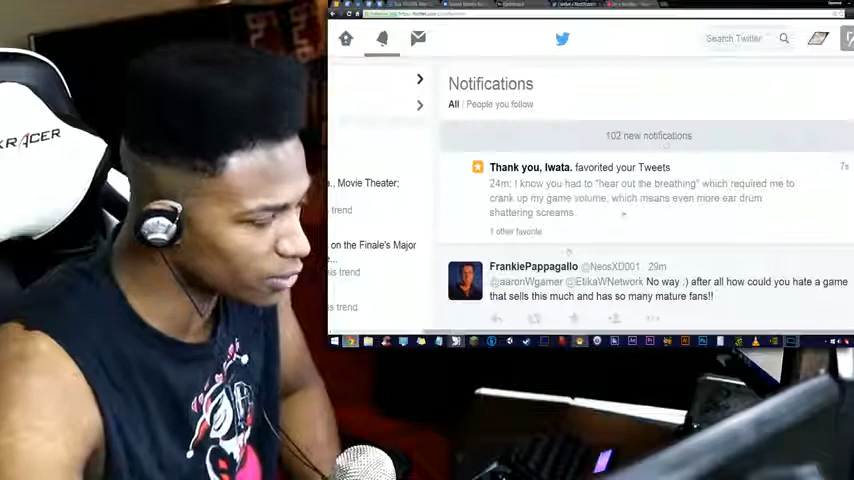 KRACER
Search Twitter
Notifications
All / People you follow
102 new notifications
Thank you, Iwata. favorited your Tweets
7s
24m: I know you had to "hear out the breathing" which required me to
crank up my game volume, which means even more ear drum
shattering screams.
1 other favorite
FrankiePappagallo @NeosXD001 29m
@aaronWgamer @EtikaWNetwork No way :) after all how could you hate a game
that sells this much and has so many mature fans!!
, Movie Theater;
trend
on the Finale's Major
this trend
this trend